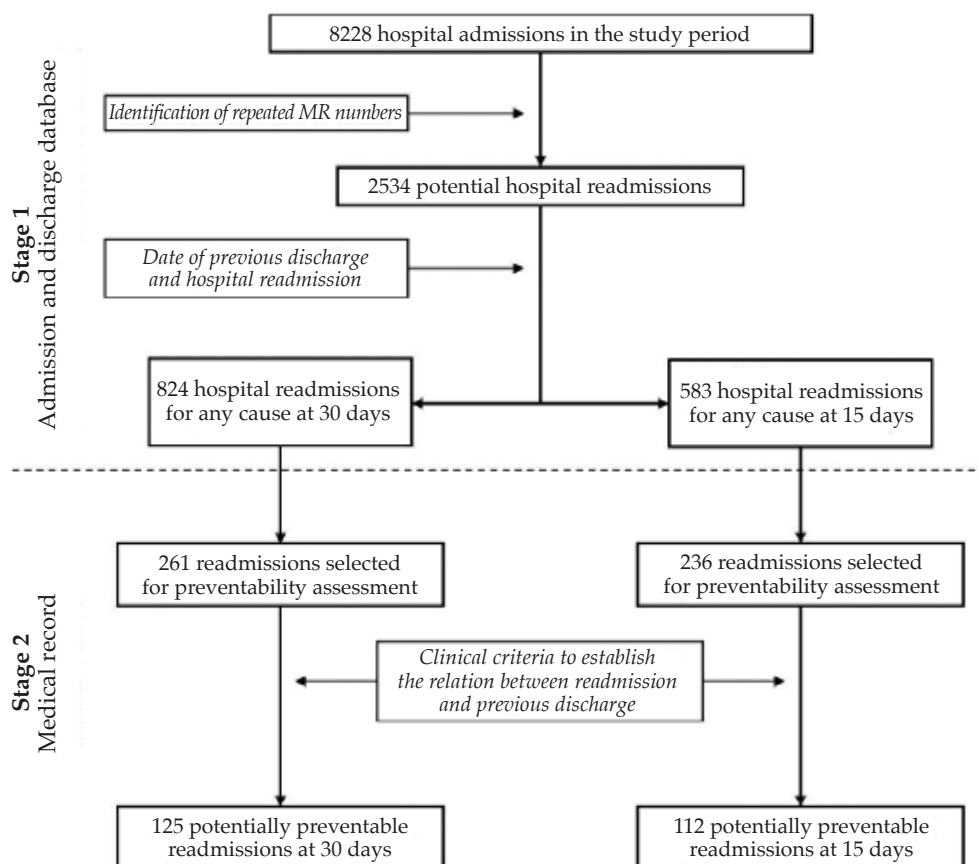 8228 hospital admissions in the study period
Identification of repeated MR numbers
2534 potential hospital readmissions
Date of previous discharge
and hospital readmission
Stage 1
Admission and discharge database
824 hospital readmissions
for any cause at 30 days
583 hospital readmissions
for any cause at 15 days
261 readmissions selected
for preventability assessment
236 readmissions selected
for preventability assessment
Stage 2
Medical record
Clinical criteria to establish
the relation between readmission
and previous discharge
125 potentially preventable
readmissions at 30 days
112 potentially preventable
readmissions at 15 days